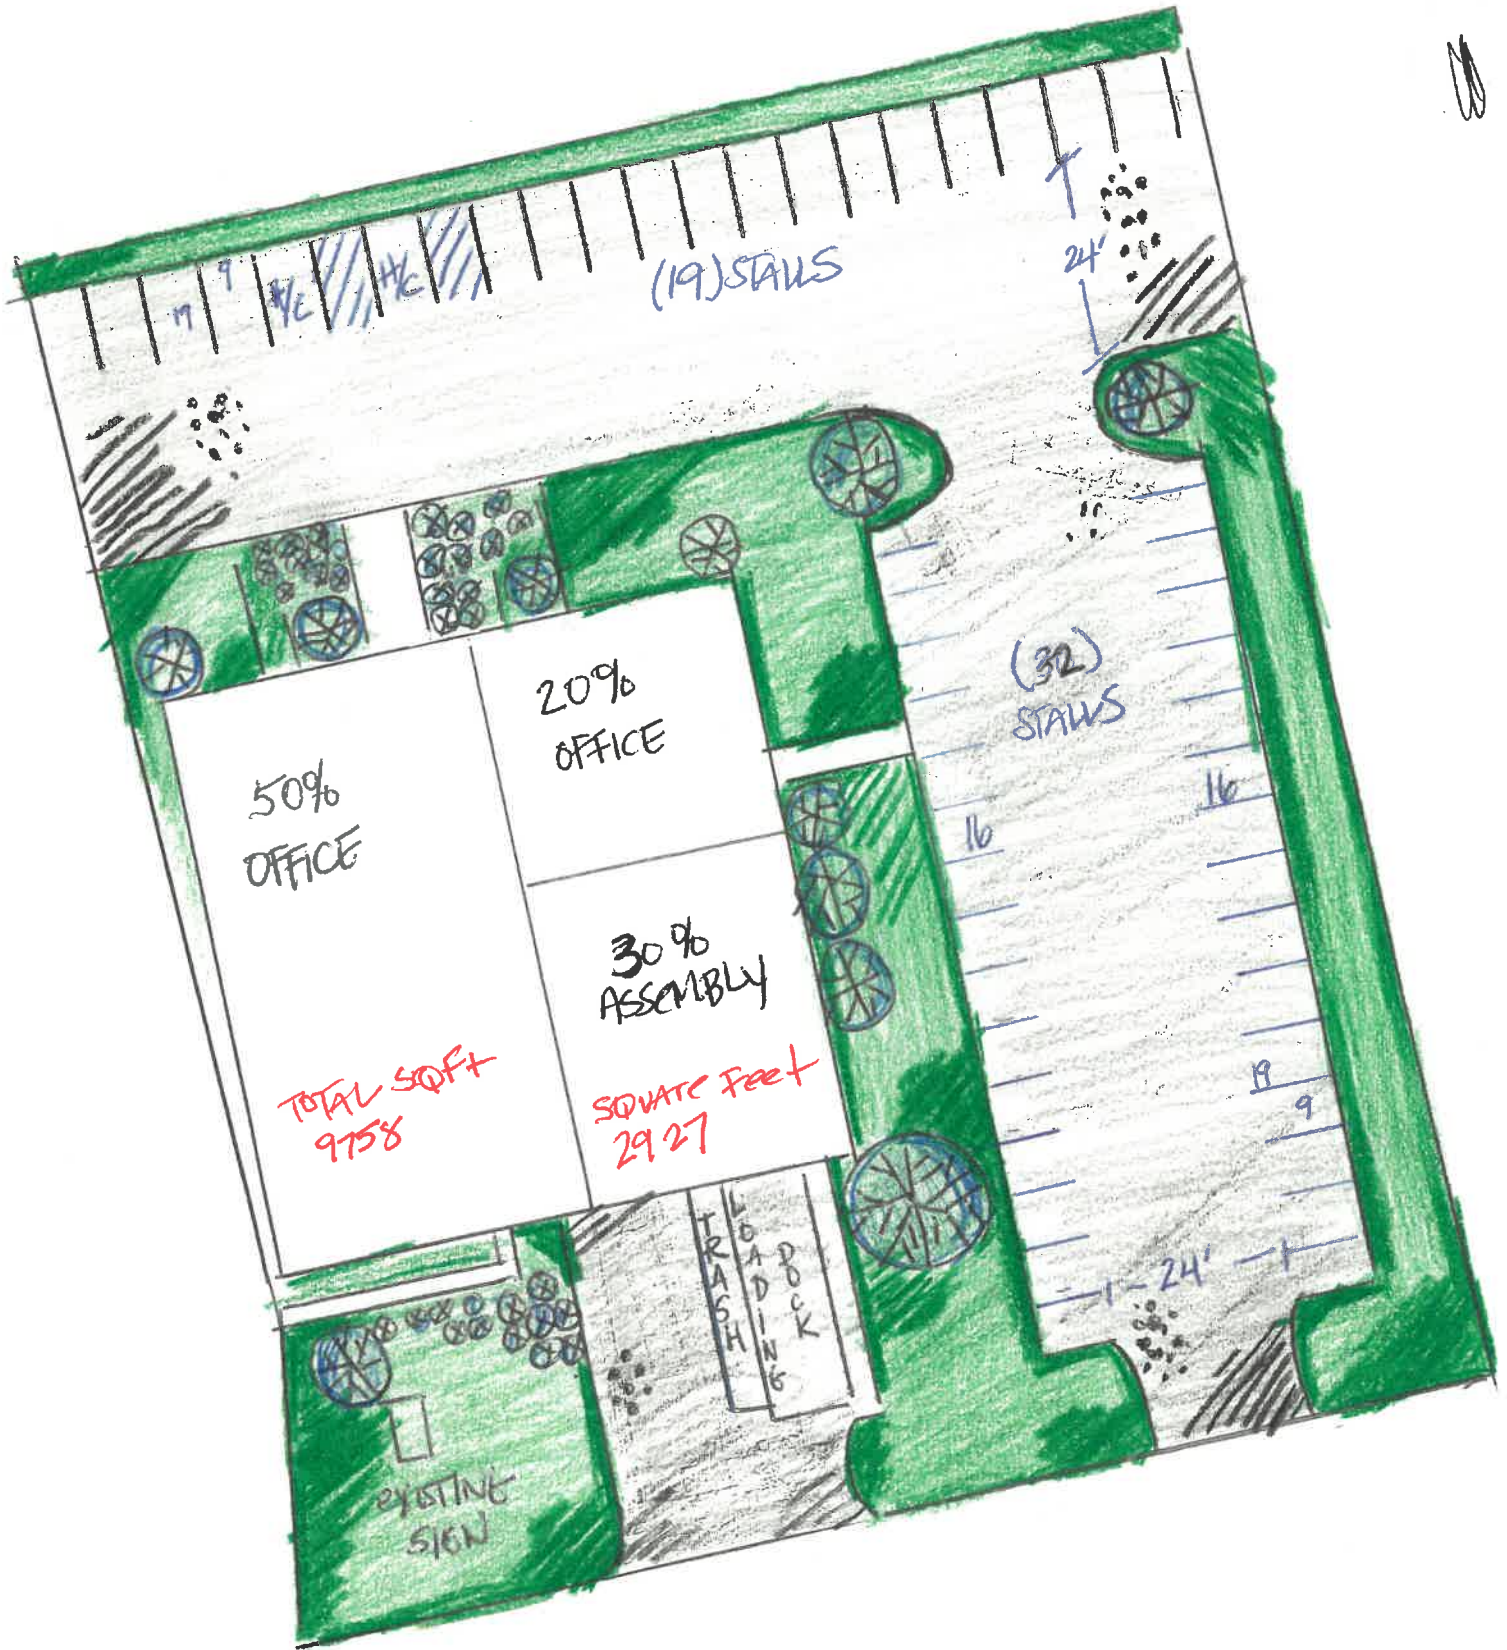 9
19
H/C
H/C
(19) STALLS
24'
20%
OFFICE
(32)
STALLS
50%
OFFICE
16
16
30%
ASSEMBLY
TOTAL SQFt
9758
SQUARE FeeT
2927
19
9
TRASH
LOADING
DOCK
24'
EXISTING
SIGN